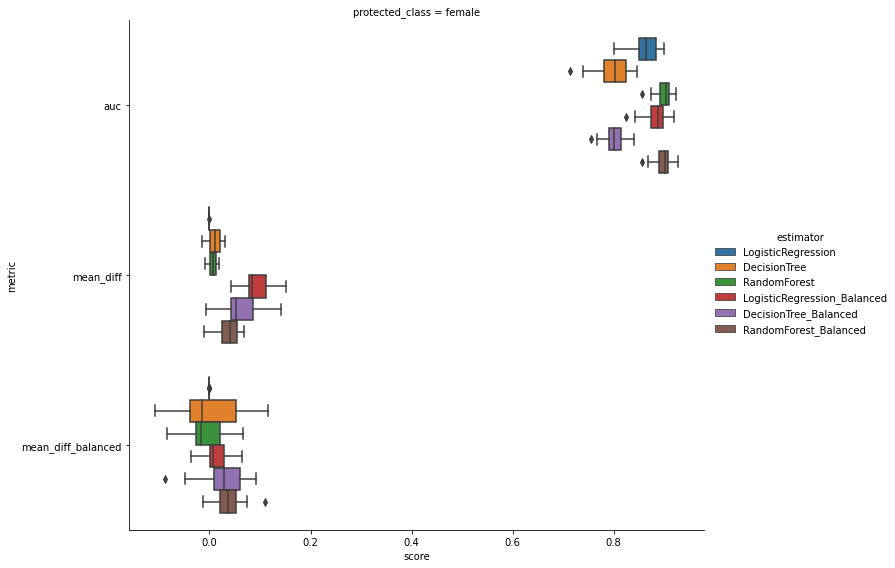 protected_class = female
auc
mean_diff
mean_diff_balanced
metric
0.0 0.2 0.4 0.6 0.8
score
estimator
LogisticRegression
DecisionTree
RandomForest
LogisticRegression_Balanced
DecisionTree_Balanced
RandomForest_Balanced